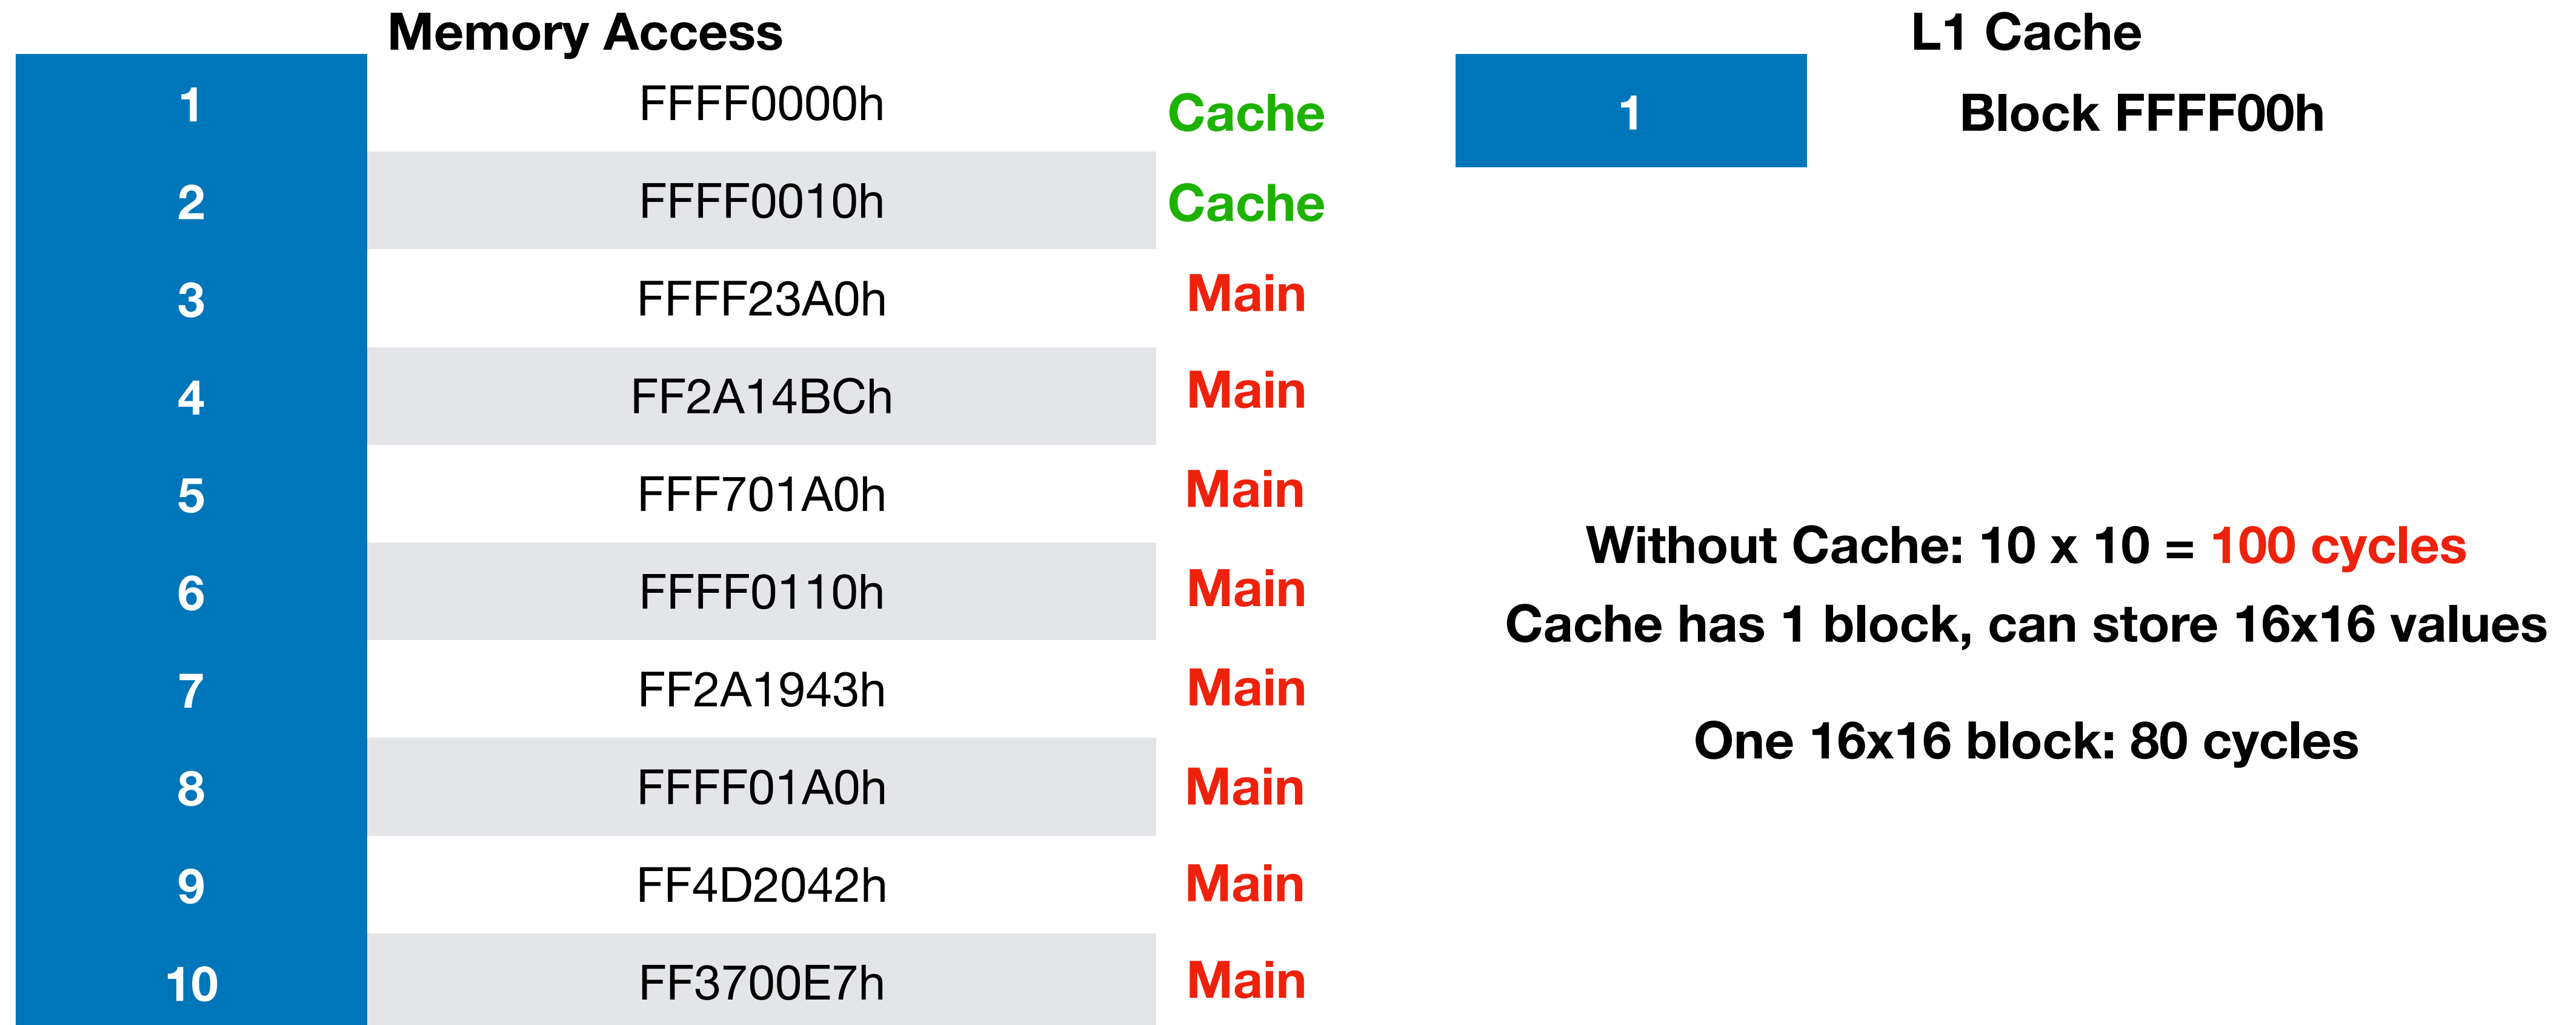 Memory Access
1 FFFF0000h Cache
2 FFFF0010h Cache
3 FFFF23A0h Main
4 FF2A14BCh Main
5 FFF701A0h Main
6 FFFF0110h Main
7 FF2A1943h Main
8 FFFF01A0h Main
9 FF4D2042h Main
10 FF3700E7h Main
L1 Cache
1 Block FFFF00h
Without Cache: 10 x 10 = 100 cycles
Cache has 1 block, can store 16x16 values
One 16x16 block: 80 cycles